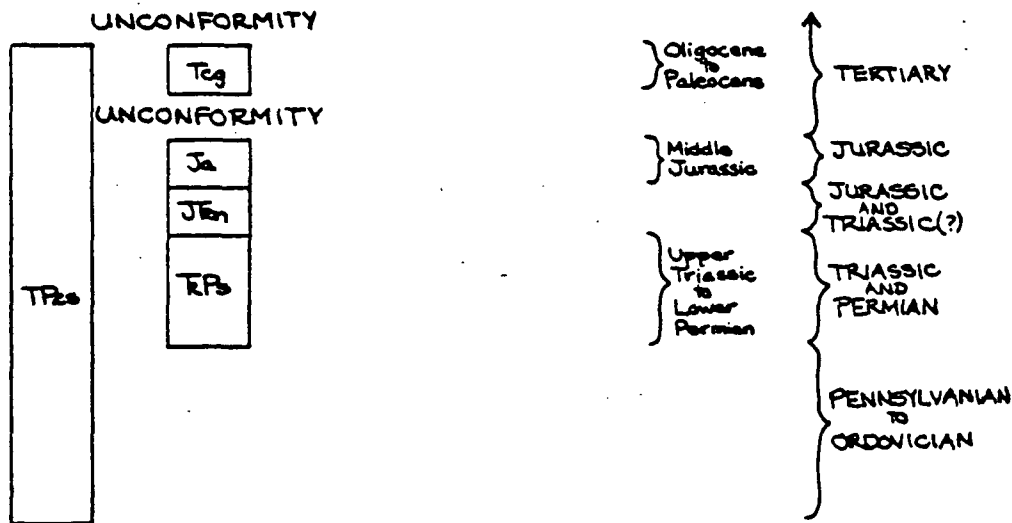 UNCONFORMITY
Tcg
Oligocene
to
Paleocene
TERTIARY
UNCONFORMITY
Ja
Middle
Jurassic
JURASSIC
JTRn
JURASSIC
AND
TRIASSIC(?)
TPzs
TRPs
Upper
Triassic
to
Lower
Permian
TRIASSIC
AND
PERMIAN
PENNSYLVANIAN
TO
ORDOVICIAN